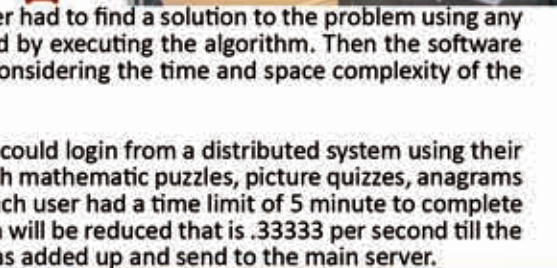 er had to find a solution to the problem using any
d by executing the algorithm. Then the software
onsidering the time and space complexity of the
could login from a distributed system using their
h mathematic puzzles, picture quizzes, anagrams
ch user had a time limit of 5 minute to complete
will be reduced that is .33333 per second till the
as added up and send to the main server.